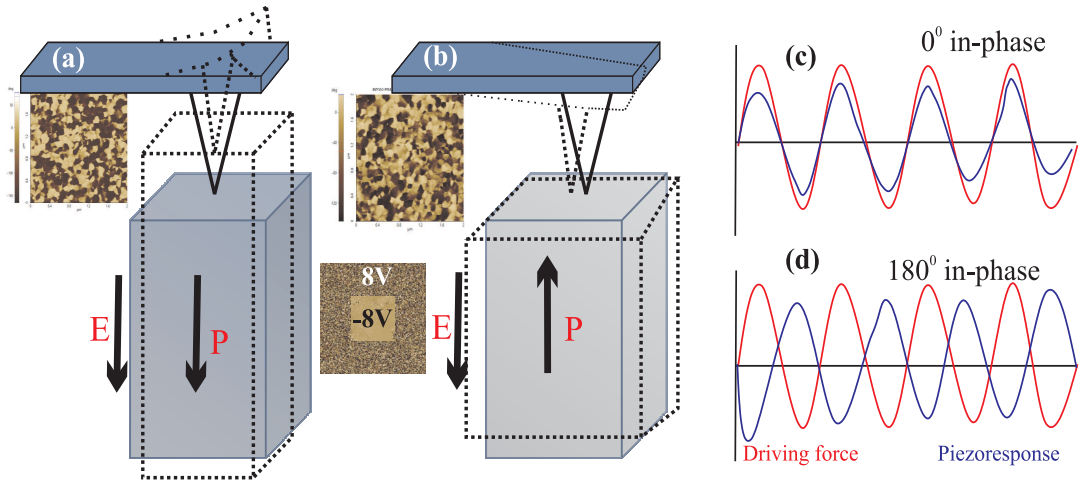 (a)
(b)
0⁰ in-phase
(c)
8V
-8V
E
P
E
P
(d)
180⁰ in-phase
Driving force
Piezoresponse